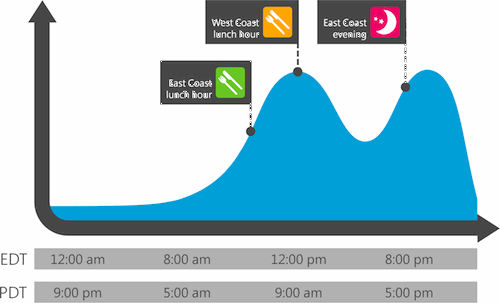 West Coast
lunch hour
East Coast
evening
East Coast
lunch hour
EDT 12:00 am 8:00 am 12:00 pm 8:00 pm
PDT 9:00 pm 5:00 am 9:00 am 5:00 pm